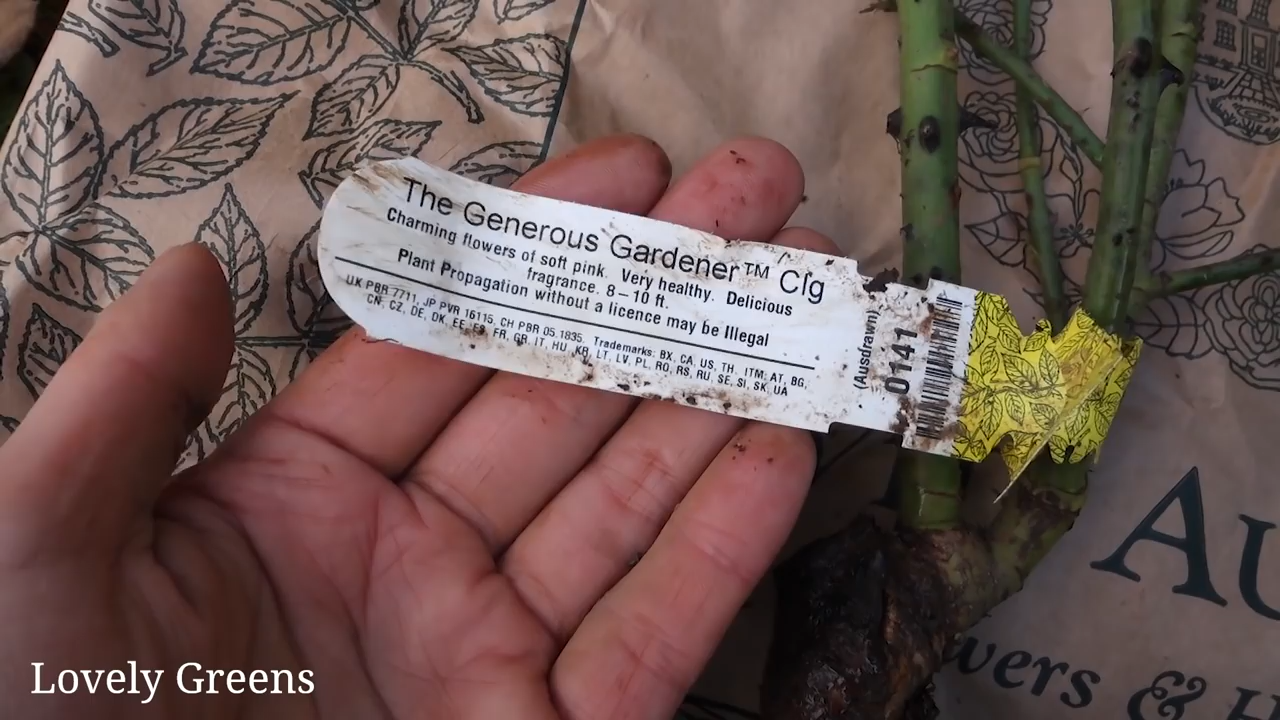 The Generous Gardener™ Clg
Charming flowers of soft pink. Very healthy. Delicious
fragrance. 8–10 ft.
Plant Propagation without a licence may be Illegal
UK PBR 7711, JP PVR 16115, CH PBR 05.1835. Trademarks: BX, CA, US, TH, ITM: AT, BG,
CN, CZ, DE, DK, EE, ES, FR, GR, IT, HU, KR, LT, LV, PL, RO, RS, RU, SE, SI, SK, UA
(Ausdrawn)
0141
Au
wers & H
Lovely Greens